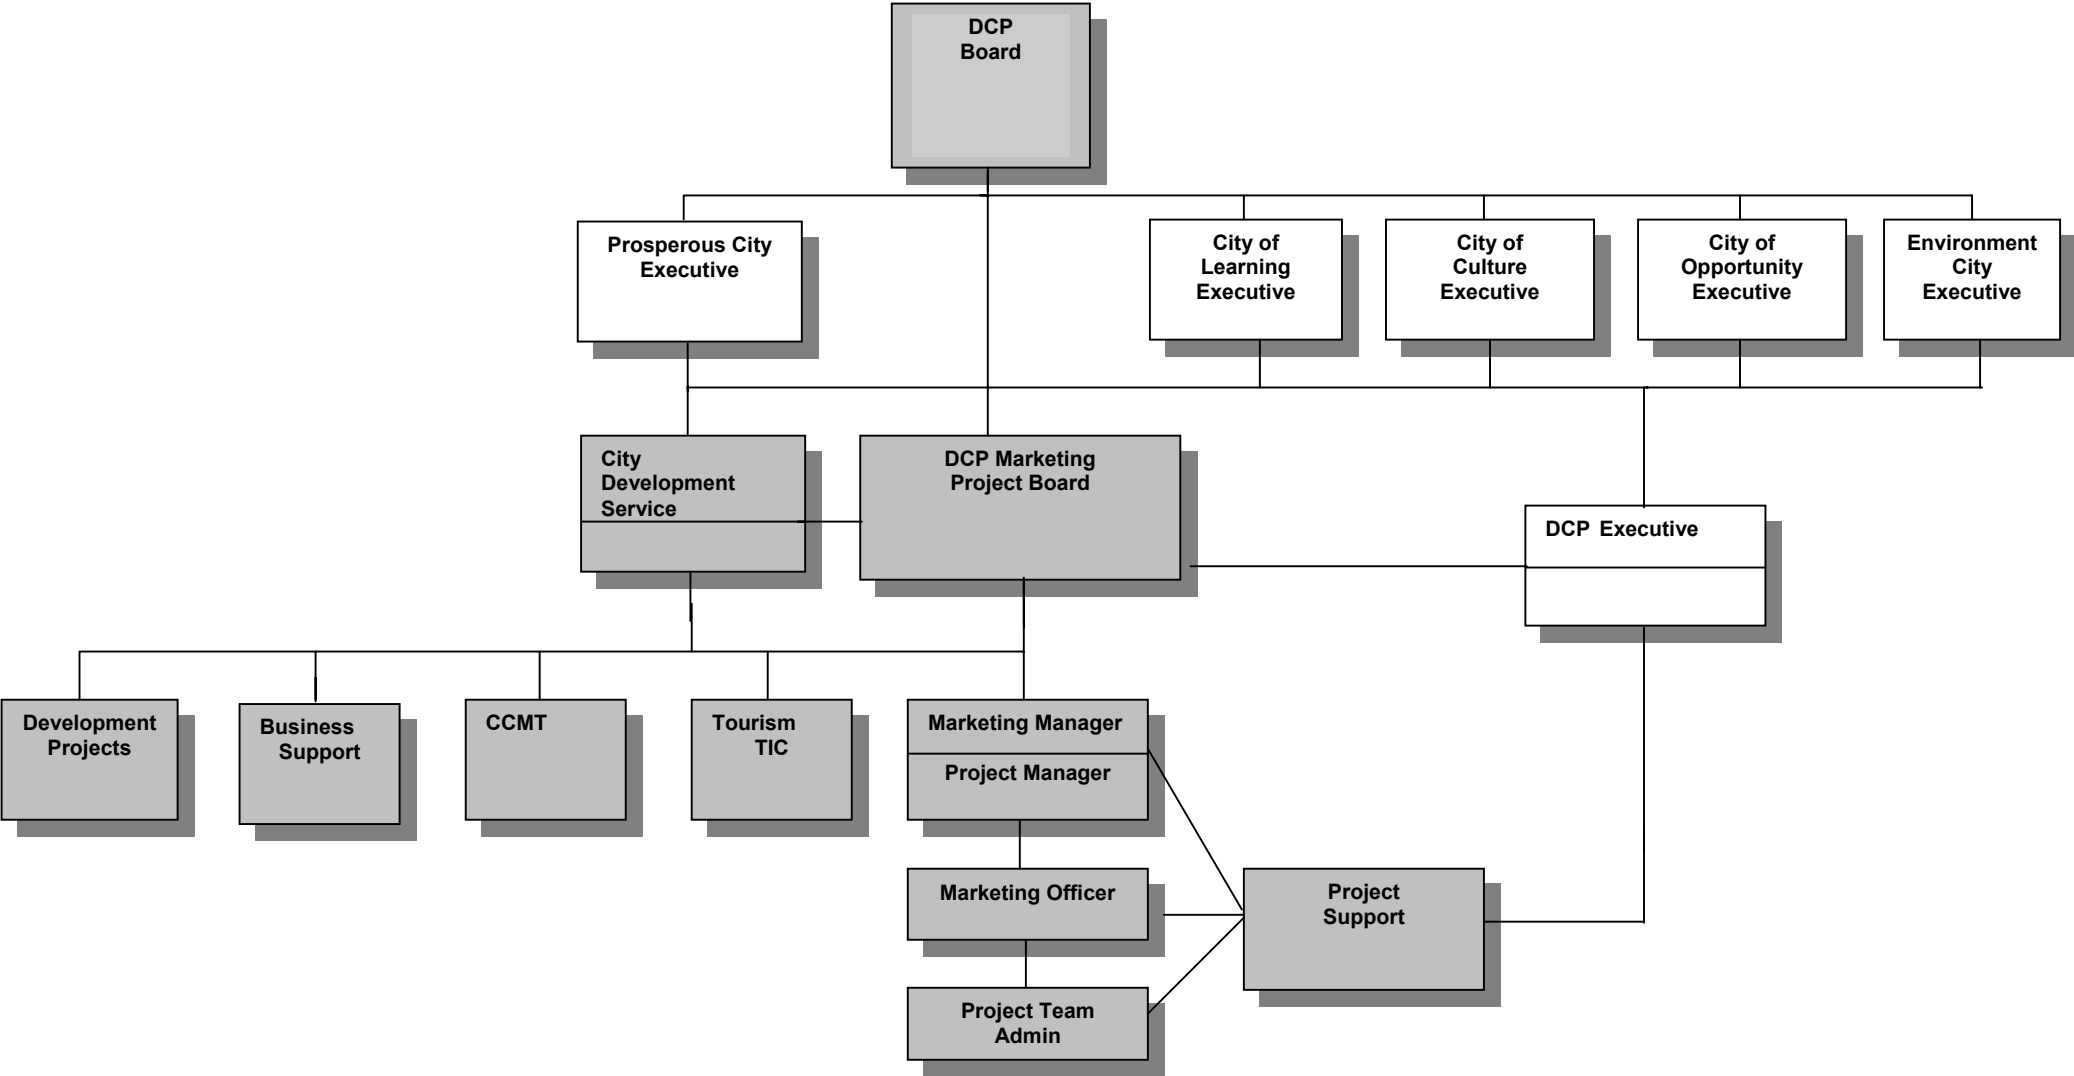 DCP
Board
Prosperous City
Executive
City of
Learning
Executive
City of
Culture
Executive
City of
Opportunity
Executive
Environment
City
Executive
City
Development
Service
DCP Marketing
Project Board
DCP Executive
Development
Projects
Business
Support
CCMT
Tourism
TIC
Marketing Manager
Project Manager
Marketing Officer
Project
Support
Project Team
Admin